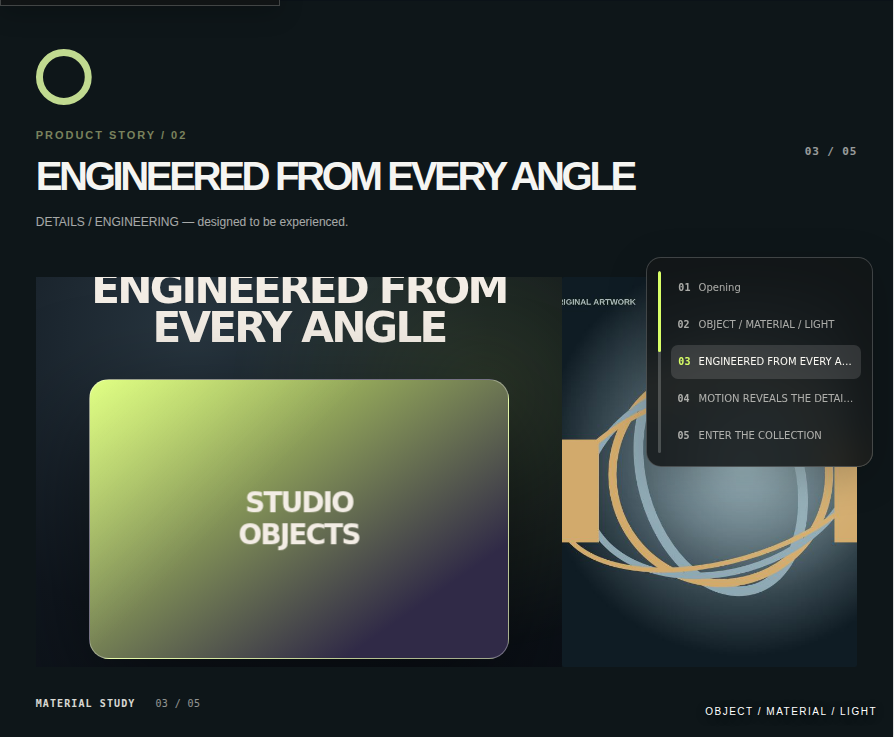 PRODUCT STORY / 02
03 / 05
ENGINEERED FROM EVERY ANGLE
DETAILS / ENGINEERING — designed to be experienced.
ENGINEERED FROM
EVERY ANGLE
STUDIO
OBJECTS
RIGINAL ARTWORK
01 Opening
02 OBJECT / MATERIAL / LIGHT
03 ENGINEERED FROM EVERY A...
04 MOTION REVEALS THE DETAI...
05 ENTER THE COLLECTION
MATERIAL STUDY 03 / 05
OBJECT / MATERIAL / LIGHT